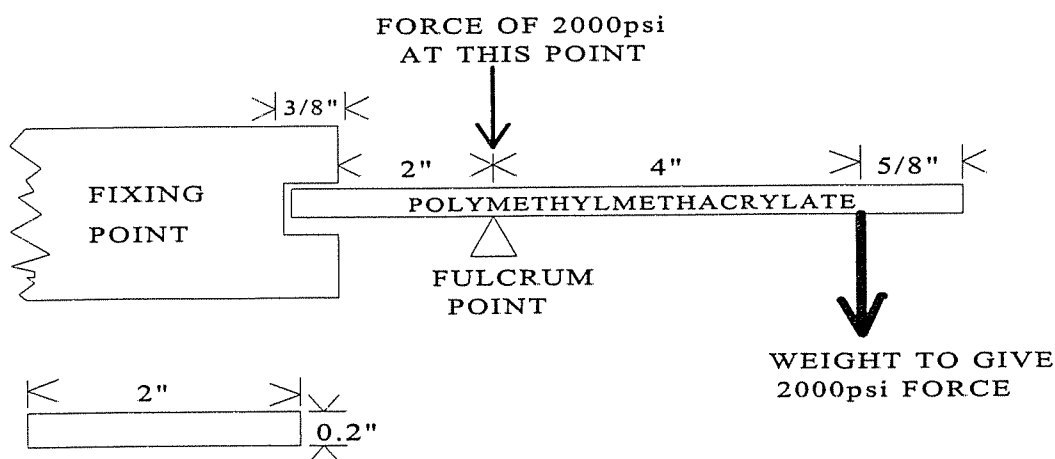 FORCE OF 2000psi
AT THIS POINT
3/8"
2"
4"
5/8"
FIXING
POINT
POLYMETHYLMETHACRYLATE
FULCRUM
POINT
WEIGHT TO GIVE
2000psi FORCE
2"
0.2"